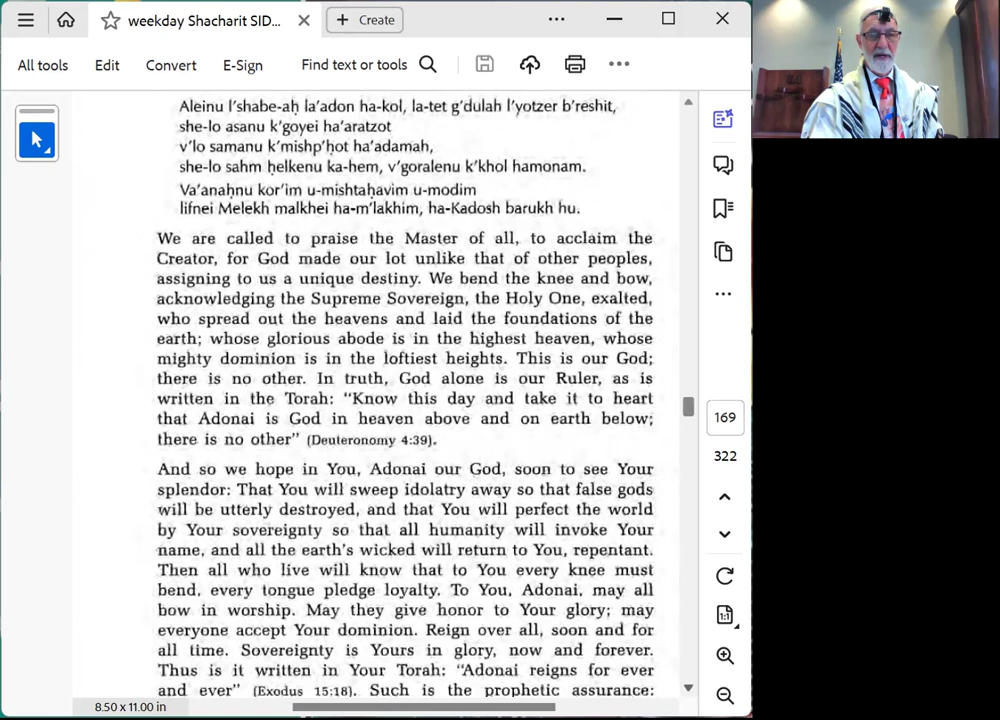 weekday Shacharit SID...
Create
All tools
Edit
Convert
E-Sign
Find text or tools
Aleinu l'shabe-aḥ la'adon ha-kol, la-tet g'dulah l'yotzer b'reshit,
she-lo asanu k'goyei ha'aratzot
v'lo samanu k'mishp'ḥot ha'adamah,
she-lo sahm ḥelkenu ka-hem, v'goralenu k'khol hamonam.
Va'anaḥnu kor'im u-mishtaḥavim u-modim
lifnei Melekh malkhei ha-m'lakhim, ha-Kadosh barukh hu.
We are called to praise the Master of all, to acclaim the
Creator, for God made our lot unlike that of other peoples,
assigning to us a unique destiny. We bend the knee and bow,
acknowledging the Supreme Sovereign, the Holy One, exalted,
who spread out the heavens and laid the foundations of the
earth; whose glorious abode is in the highest heaven, whose
mighty dominion is in the loftiest heights. This is our God;
there is no other. In truth, God alone is our Ruler, as is
written in the Torah: "Know this day and take it to heart
that Adonai is God in heaven above and on earth below;
there is no other" (Deuteronomy 4:39).
And so we hope in You, Adonai our God, soon to see Your
splendor: That You will sweep idolatry away so that false gods
will be utterly destroyed, and that You will perfect the world
by Your sovereignty so that all humanity will invoke Your
name, and all the earth's wicked will return to You, repentant.
Then all who live will know that to You every knee must
bend, every tongue pledge loyalty. To You, Adonai, may all
bow in worship. May they give honor to Your glory; may
everyone accept Your dominion. Reign over all, soon and for
all time. Sovereignty is Yours in glory, now and forever.
Thus is it written in Your Torah: "Adonai reigns for ever
and ever" (Exodus 15:18). Such is the prophetic assurance:
169
322
1:1
8.50 x 11.00 in